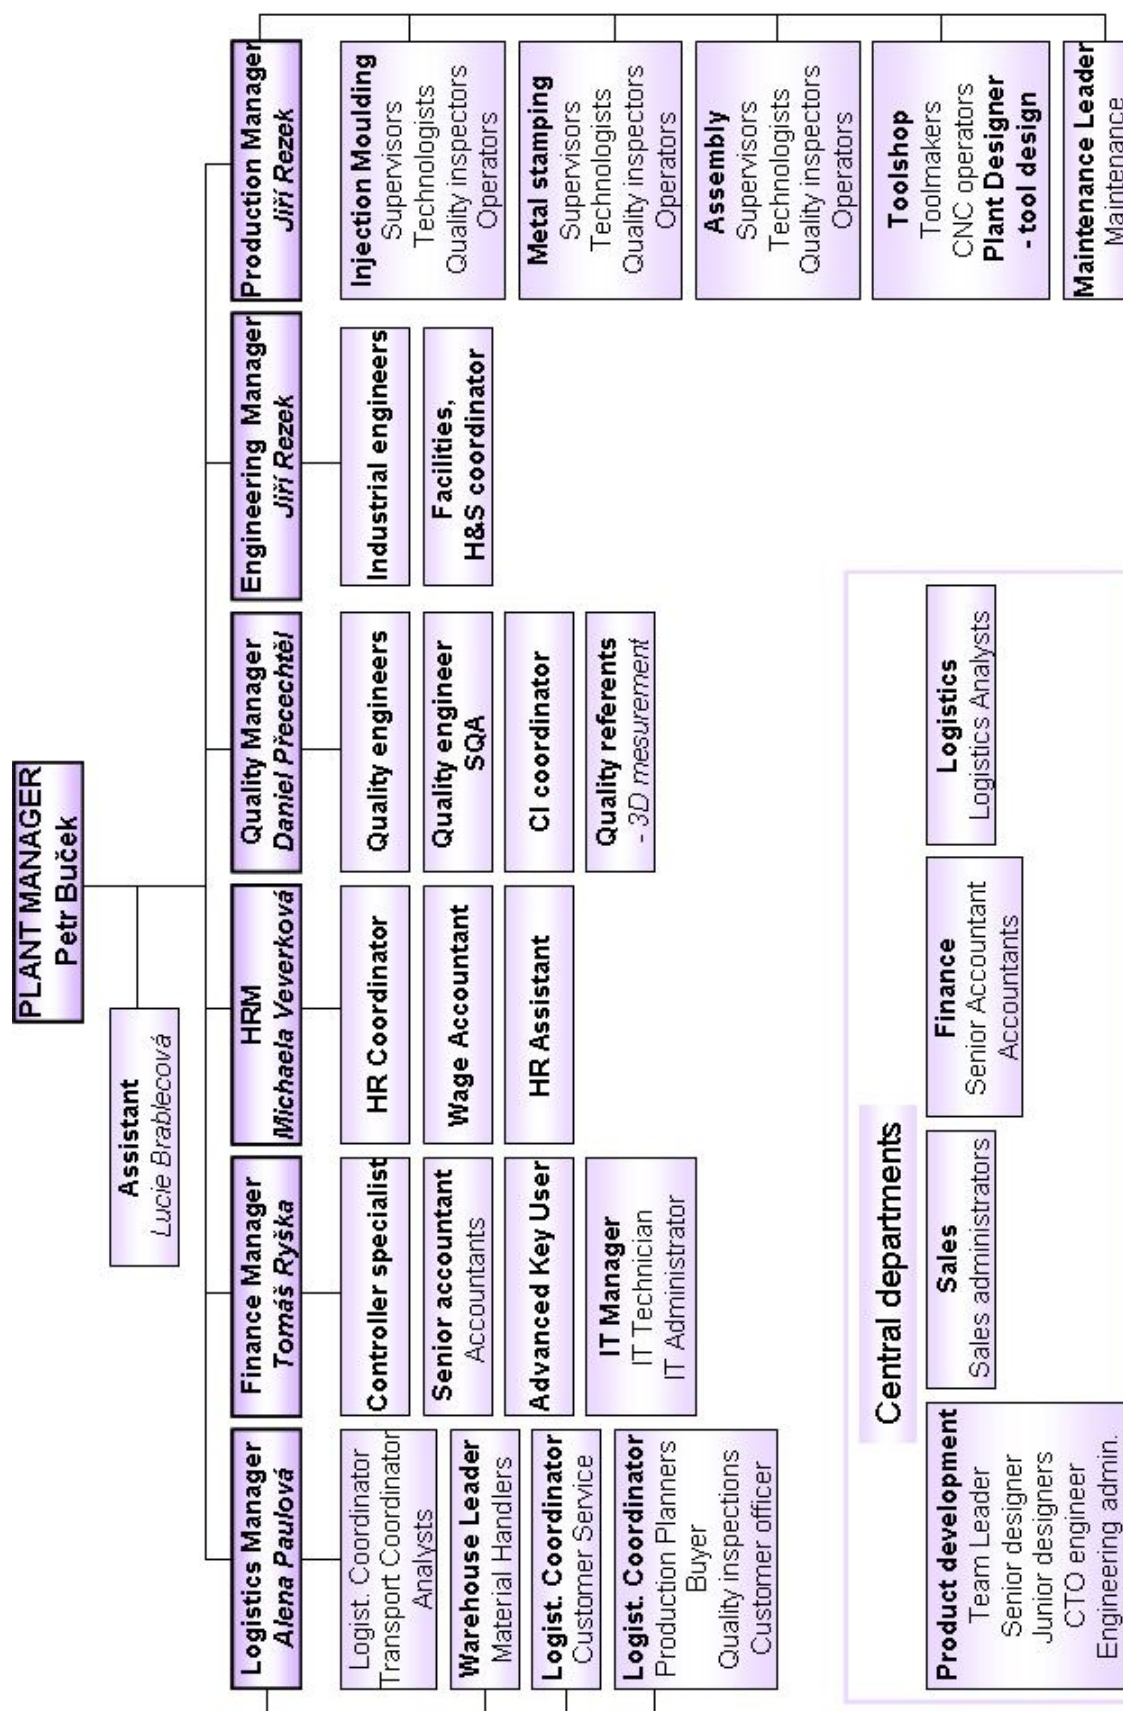 PLANT MANAGER
Petr Buček
Assistant
Lucie Brablecová
Logistics Manager
Alena Paulová
Logist. Coordinator
Transport Coordinator
Analysts
Warehouse Leader
Material Handlers
Logist. Coordinator
Customer Service
Logist. Coordinator
Production Planners
Buyer
Quality inspections
Customer officer
Finance Manager
Tomáš Ryška
Controller specialist
Senior accountant
Accountants
Advanced Key User
IT Manager
IT Technician
IT Administrator
HRM
Michaela Veverková
HR Coordinator
Wage Accountant
HR Assistant
Quality Manager
Daniel Přecechtěl
Quality engineers
Quality engineer
SQA
CI coordinator
Quality referents
- 3D mesurement
Engineering Manager
Jiří Rezek
Industrial engineers
Facilities,
H&S coordinator
Production Manager
Jiří Rezek
Injection Moulding
Supervisors
Technologists
Quality inspectors
Operators
Metal stamping
Supervisors
Technologists
Quality inspectors
Operators
Assembly
Supervisors
Technologists
Quality inspectors
Operators
Toolshop
Toolmakers
CNC operators
Plant Designer
- tool design
Maintenance Leader
Maintenance
Central departments
Product development
Team Leader
Senior designer
Junior designers
CTO engineer
Engineering admin.
Sales
Sales administrators
Finance
Senior Accountant
Accountants
Logistics
Logistics Analysts